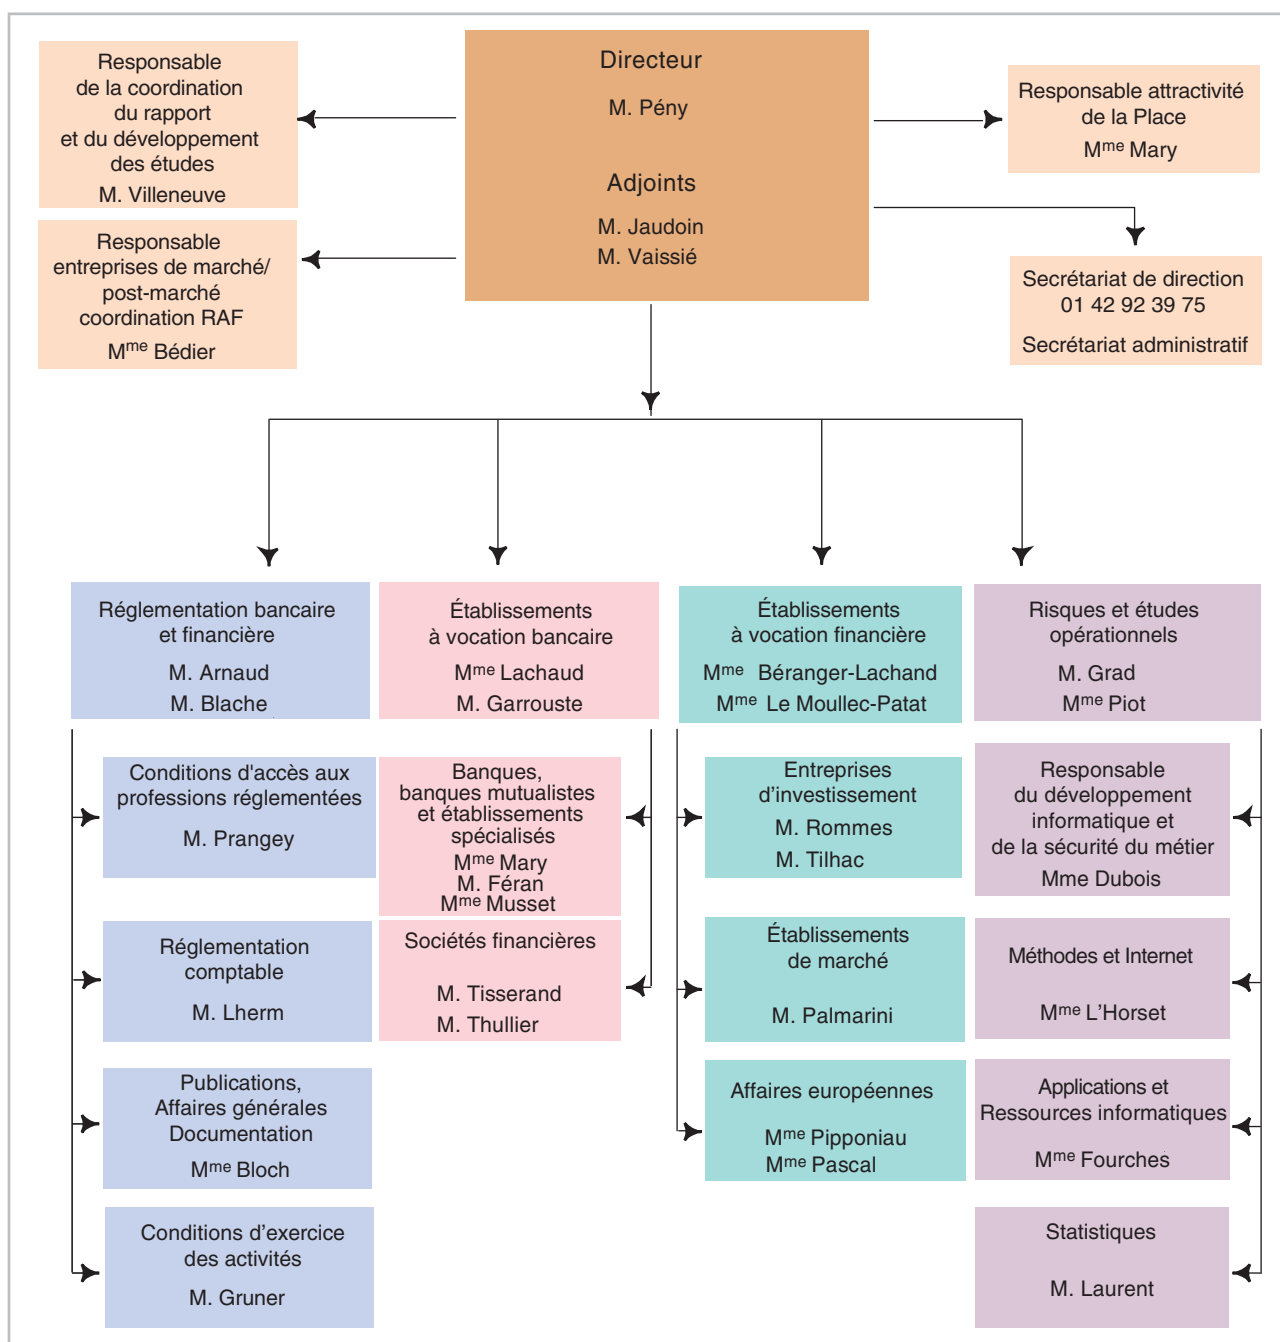 Responsable
de la coordination
du rapport
et du développement
des études
M. Villeneuve
Responsable
entreprises de marché/
post-marché
coordination RAF
Mme Bédier
Directeur
M. Pény
Adjoints
M. Jaudoin
M. Vaissié
Responsable attractivité
de la Place
Mme Mary
Secrétariat de direction
01 42 92 39 75
Secrétariat administratif
Réglementation bancaire
et financière
M. Arnaud
M. Blache
Conditions d'accès aux
professions réglementées
M. Prangey
Réglementation
comptable
M. Lherm
Publications,
Affaires générales
Documentation
Mme Bloch
Conditions d’exercice
des activités
M. Gruner
Établissements
à vocation bancaire
Mme Lachaud
M. Garrouste
Banques,
banques mutualistes
et établissements
spécialisés
Mme Mary
M. Féran
Mme Musset
Sociétés financières
M. Tisserand
M. Thullier
Établissements
à vocation financière
Mme Béranger-Lachand
Mme Le Moullec-Patat
Entreprises
d’investissement
M. Rommes
M. Tilhac
Établissements
de marché
M. Palmarini
Affaires européennes
Mme Pipponiau
Mme Pascal
Risques et études
opérationnels
M. Grad
Mme Piot
Responsable
du développement
informatique et
de la sécurité du métier
Mme Dubois
Méthodes et Internet
Mme L'Horset
Applications et
Ressources informatiques
Mme Fourches
Statistiques
M. Laurent